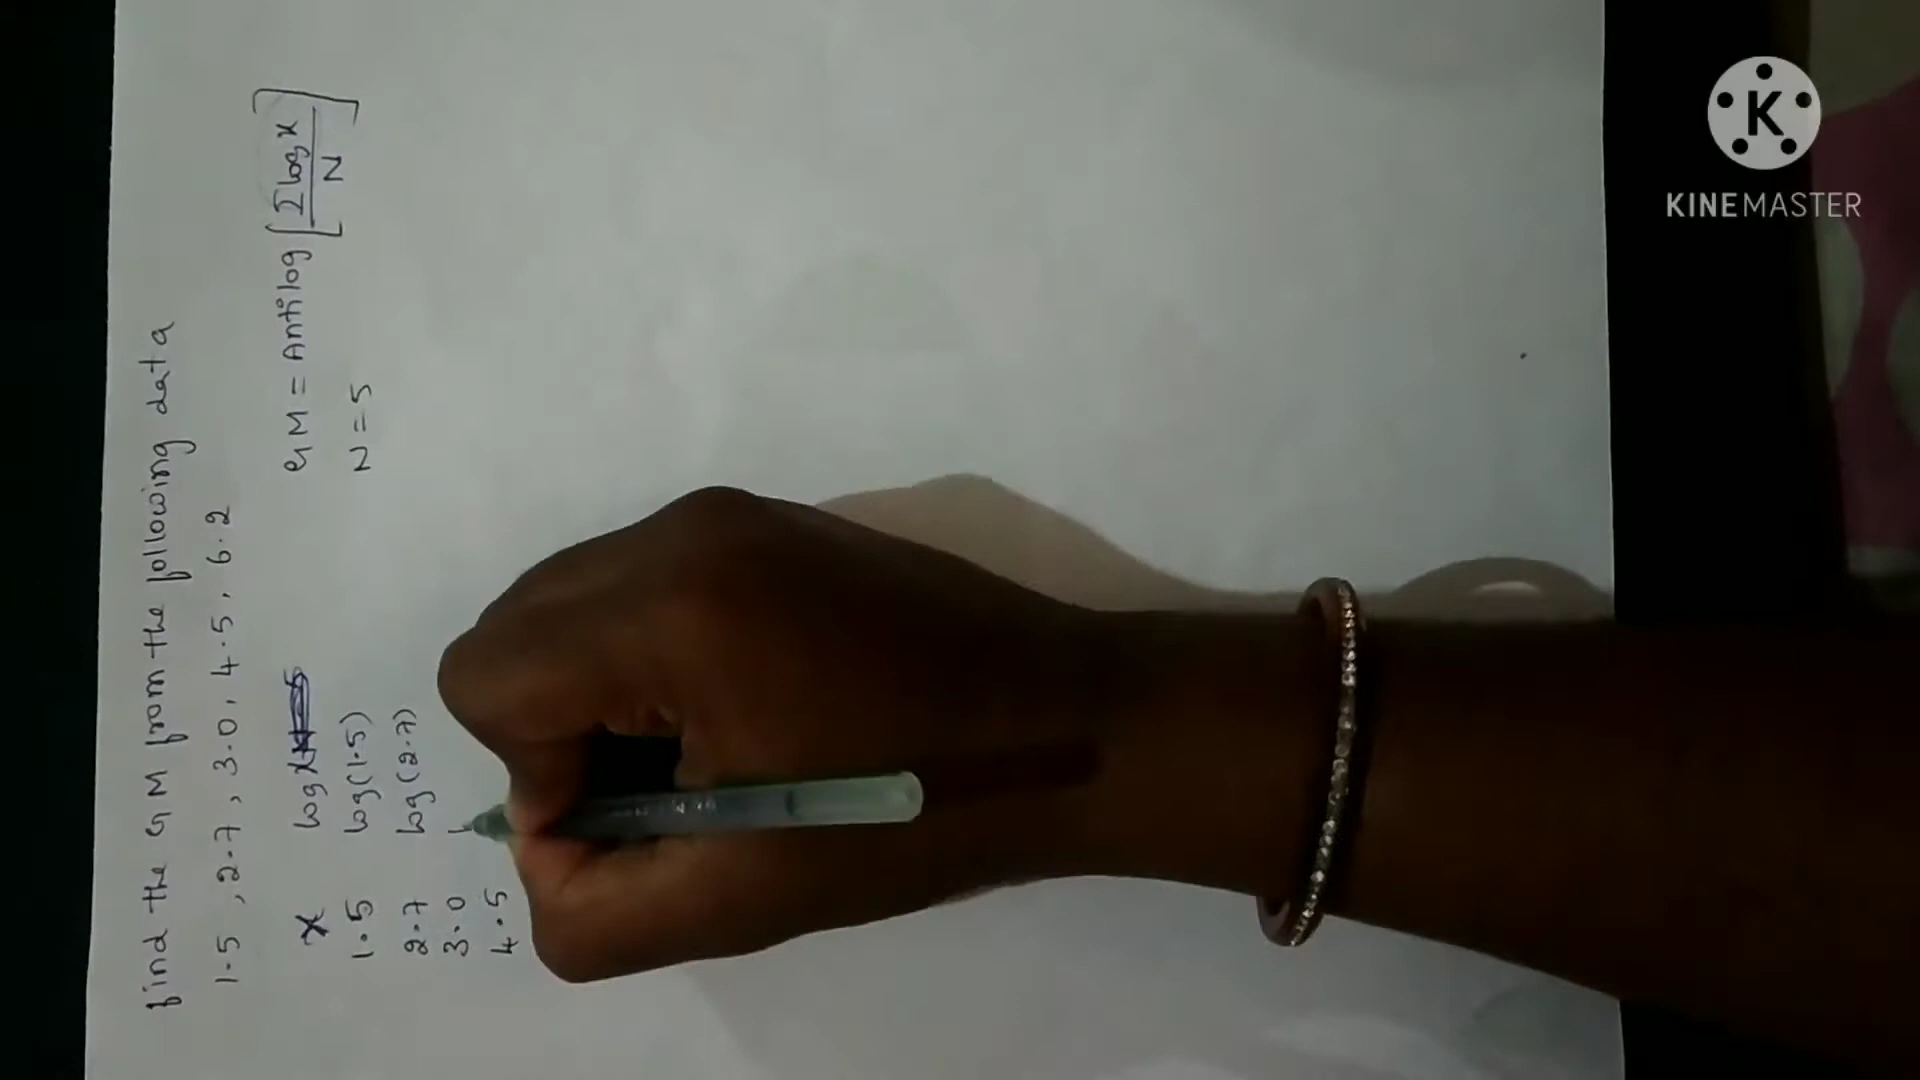 Find the GM from the following data
1.5, 2.7, 3.0, 4.5, 6.2
GM = Antilog [Σ log x / N]
N = 5
x log x
1.5 log(1.5)
2.7 log(2.7)
3.0
4.5
K
KINEMASTER